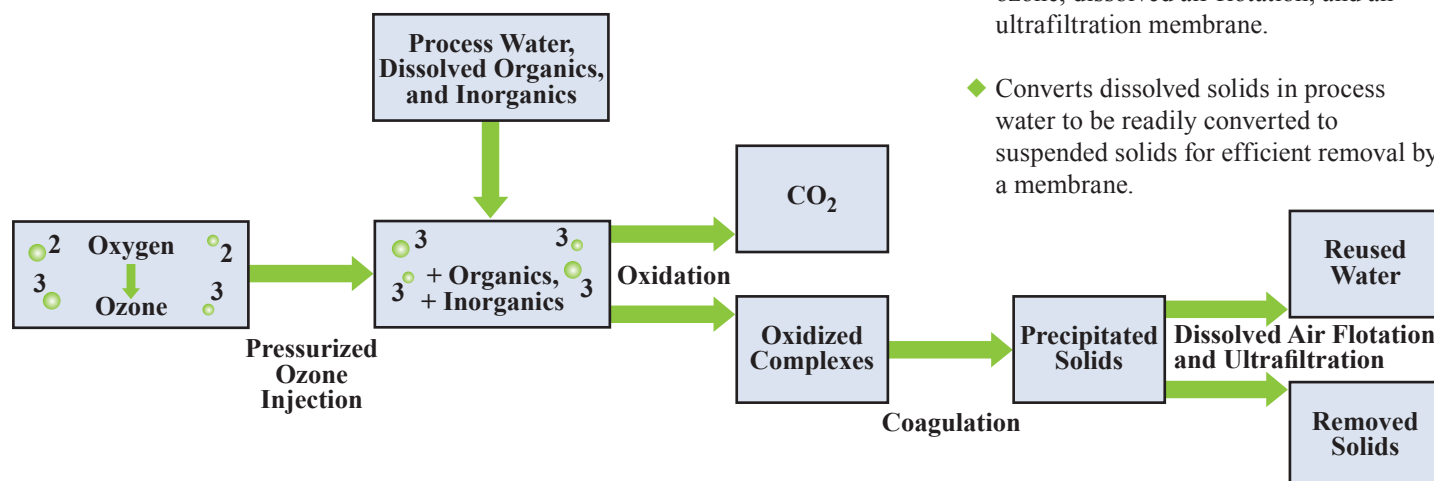 ultrafiltration membrane.
Converts dissolved solids in process
water to be readily converted to
suspended solids for efficient removal by
a membrane.
Process Water,
Dissolved Organics,
and Inorganics
2 Oxygen 2
3 Ozone 3
Pressurized
Ozone
Injection
3 3
3 + Organics, 3
+ Inorganics
Oxidation
CO₂
Oxidized
Complexes
Coagulation
Precipitated
Solids
Dissolved Air Flotation
and Ultrafiltration
Reused
Water
Removed
Solids